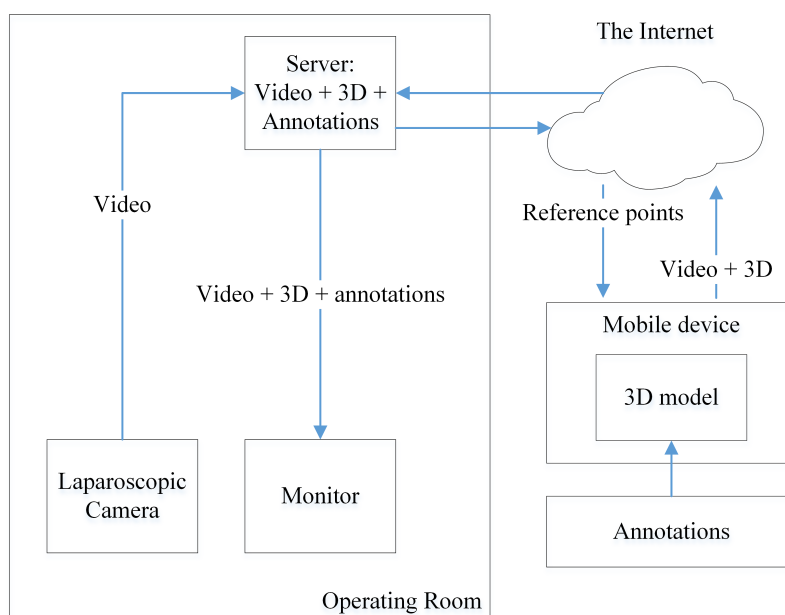 The Internet
Server:
Video + 3D +
Annotations
Video
Reference points
Video + 3D
Video + 3D + annotations
Mobile device
3D model
Laparoscopic
Camera
Monitor
Annotations
Operating Room